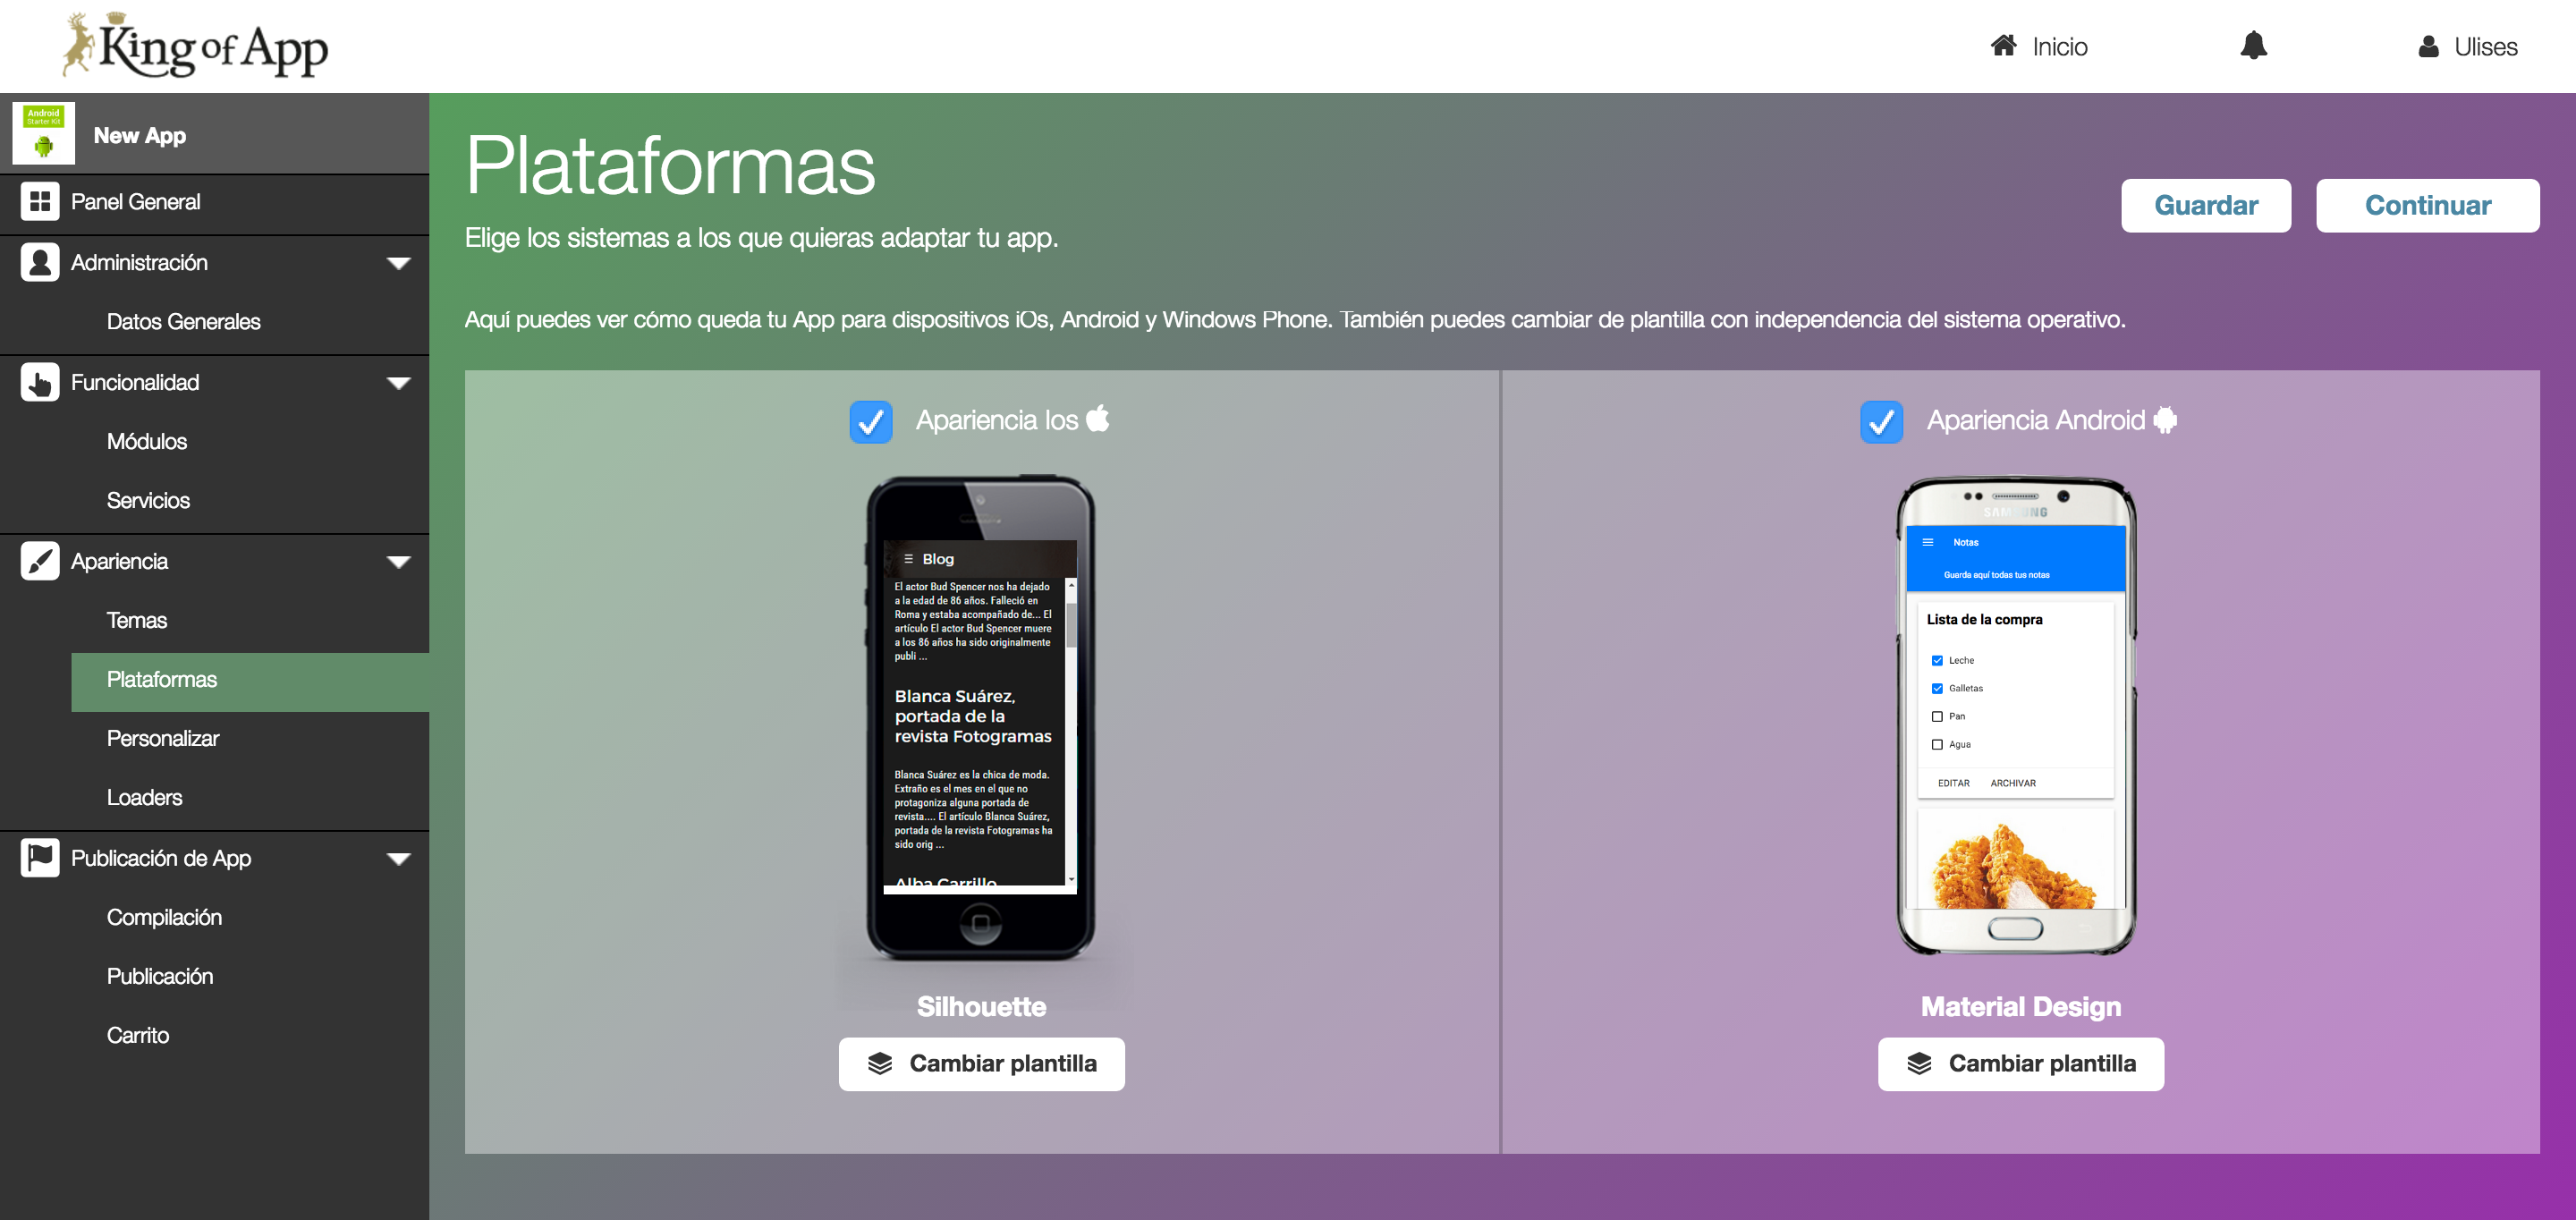 King of App
Inicio
Ulises
Android
Starter Kit
New App
Panel General
Administración
Datos Generales
Funcionalidad
Módulos
Servicios
Apariencia
Temas
Plataformas
Personalizar
Loaders
Publicación de App
Compilación
Publicación
Carrito
Plataformas
Elige los sistemas a los que quieras adaptar tu app.
Guardar
Continuar
Aquí puedes ver cómo queda tu App para dispositivos iOs, Android y Windows Phone. También puedes cambiar de plantilla con independencia del sistema operativo.
Apariencia Ios
Blog
El actor Bud Spencer nos ha dejado
a la edad de 86 años. Falleció en
Roma y estaba acompañado de... El
artículo El actor Bud Spencer muere
a los 86 años ha sido originalmente
publi ...
Blanca Suárez,
portada de la
revista Fotogramas
Blanca Suárez es la chica de moda.
Extraño es el mes en el que no
protagoniza alguna portada de
revista.... El artículo Blanca Suárez,
portada de la revista Fotogramas ha
sido orig ...
Alba Carrillo
Silhouette
Cambiar plantilla
Apariencia Android
SAMSUNG
Notas
Guarda aquí todas tus notas
Lista de la compra
Leche
Galletas
Pan
Agua
EDITAR ARCHIVAR
Material Design
Cambiar plantilla